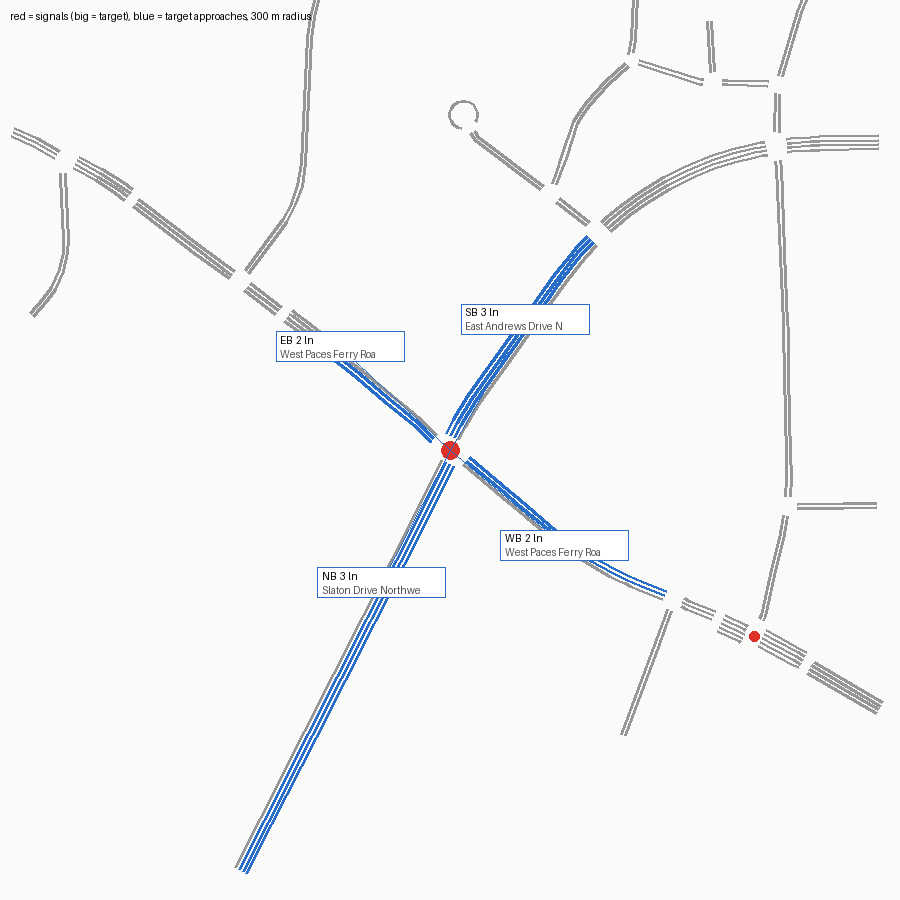 red = signals (big = target), blue = target approaches, 300 m radius
SB 3 ln
East Andrews Drive N
EB 2 ln
West Paces Ferry Roa
WB 2 ln
West Paces Ferry Roa
NB 3 ln
Slaton Drive Northwe